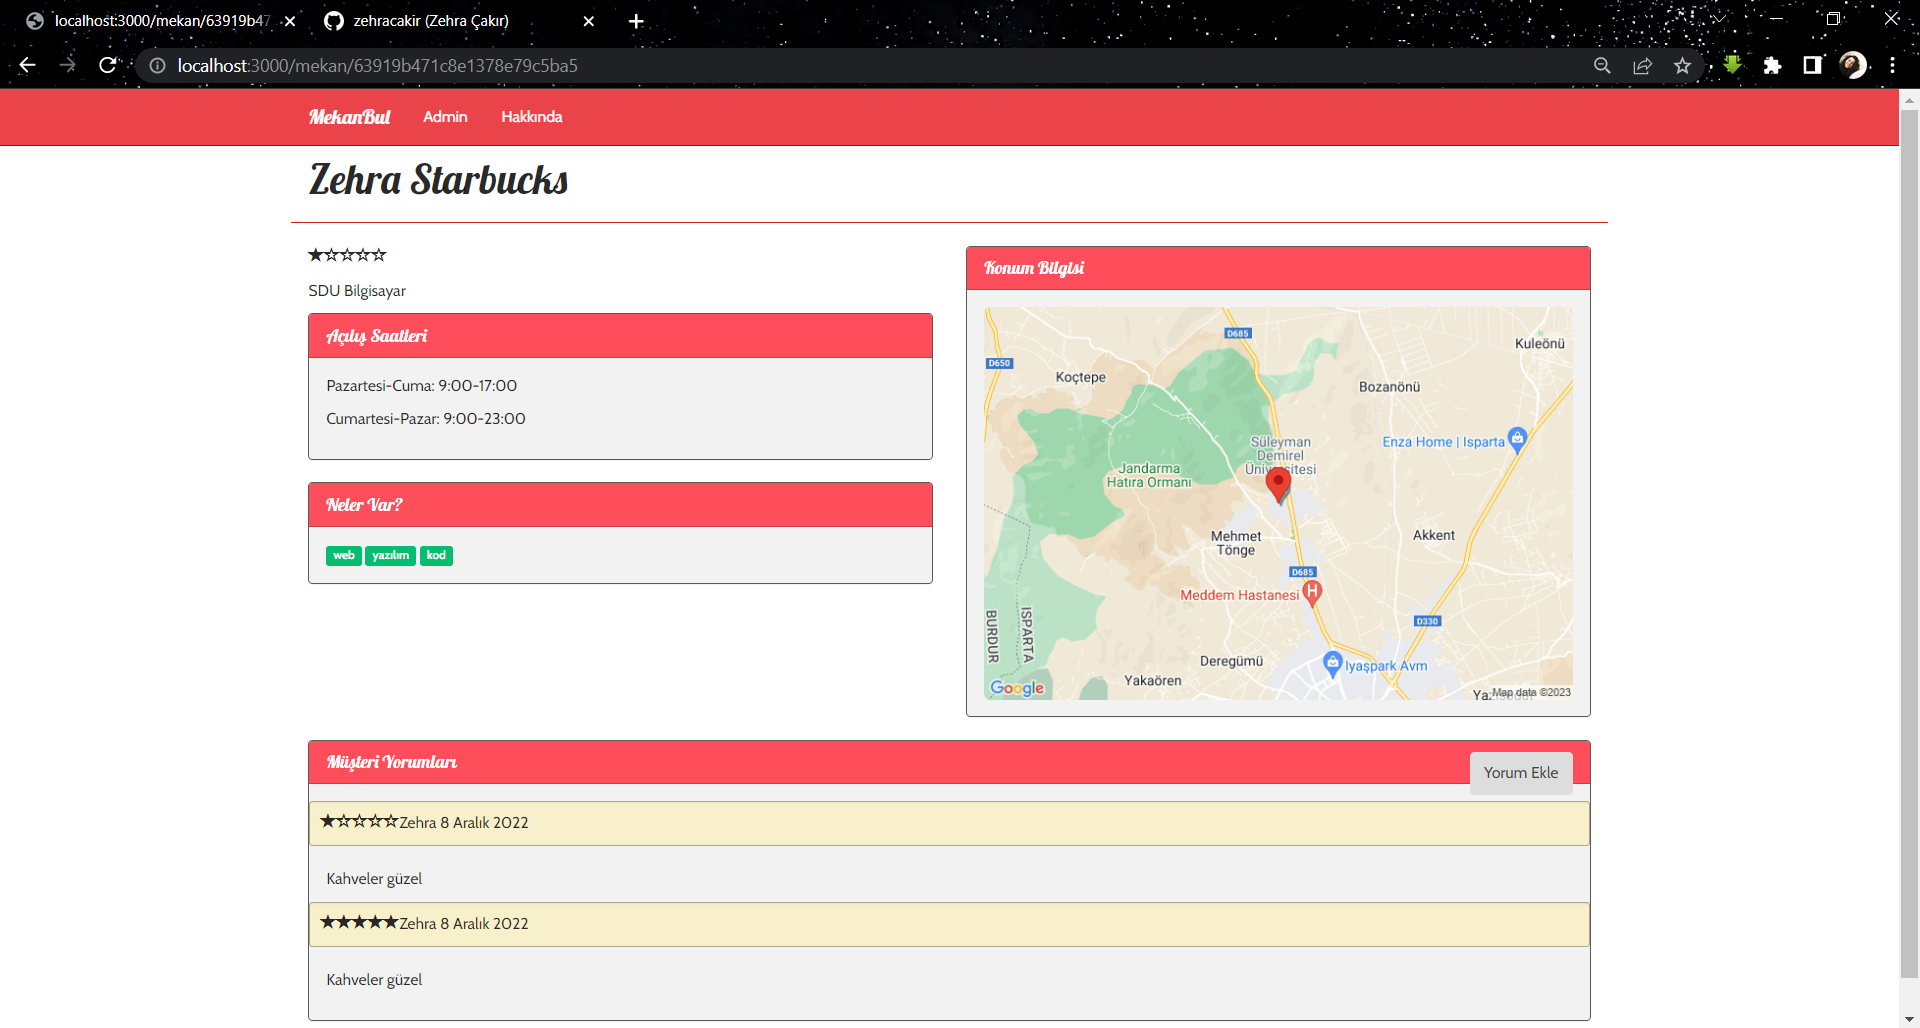 localhost:3000/mekan/63919b47
zehracakir (Zehra Çakır)
localhost:3000/mekan/63919b471c8e1378e79c5ba5
MekanBul Admin Hakkında
Zehra Starbucks
★☆☆☆☆
SDU Bilgisayar
Açılış Saatleri
Pazartesi-Cuma: 9:00-17:00
Cumartesi-Pazar: 9:00-23:00
Neler Var?
web yazılım kod
Konum Bilgisi
D685
Kuleönü
D650
Koçtepe
Bozanönü
Süleyman
Demirel
Üniversitesi
Enza Home | Isparta
Jandarma
Hatıra Ormanı
Mehmet
Tönge
Akkent
D685
Meddem Hastanesi
H
ISPARTA
BURDUR
D330
Deregümü
Iyaşpark Avm
Yakaören
Google
Map data ©2023
Müşteri Yorumları
Yorum Ekle
★☆☆☆☆Zehra 8 Aralık 2022
Kahveler güzel
★★★★★Zehra 8 Aralık 2022
Kahveler güzel